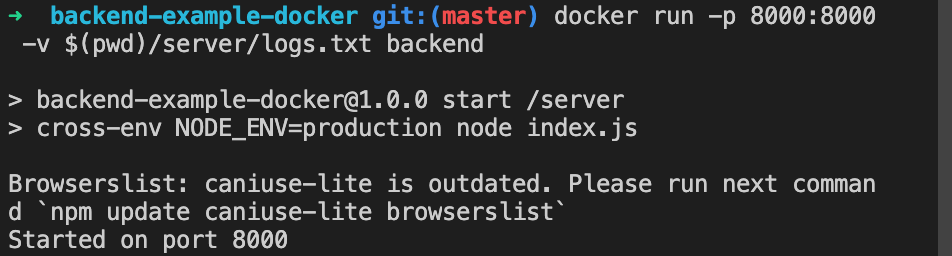 ➜  backend-example-docker git:(master) docker run -p 8000:8000
 -v $(pwd)/server/logs.txt backend

> backend-example-docker@1.0.0 start /server
> cross-env NODE_ENV=production node index.js

Browserslist: caniuse-lite is outdated. Please run next comman
d `npm update caniuse-lite browserslist`
Started on port 8000